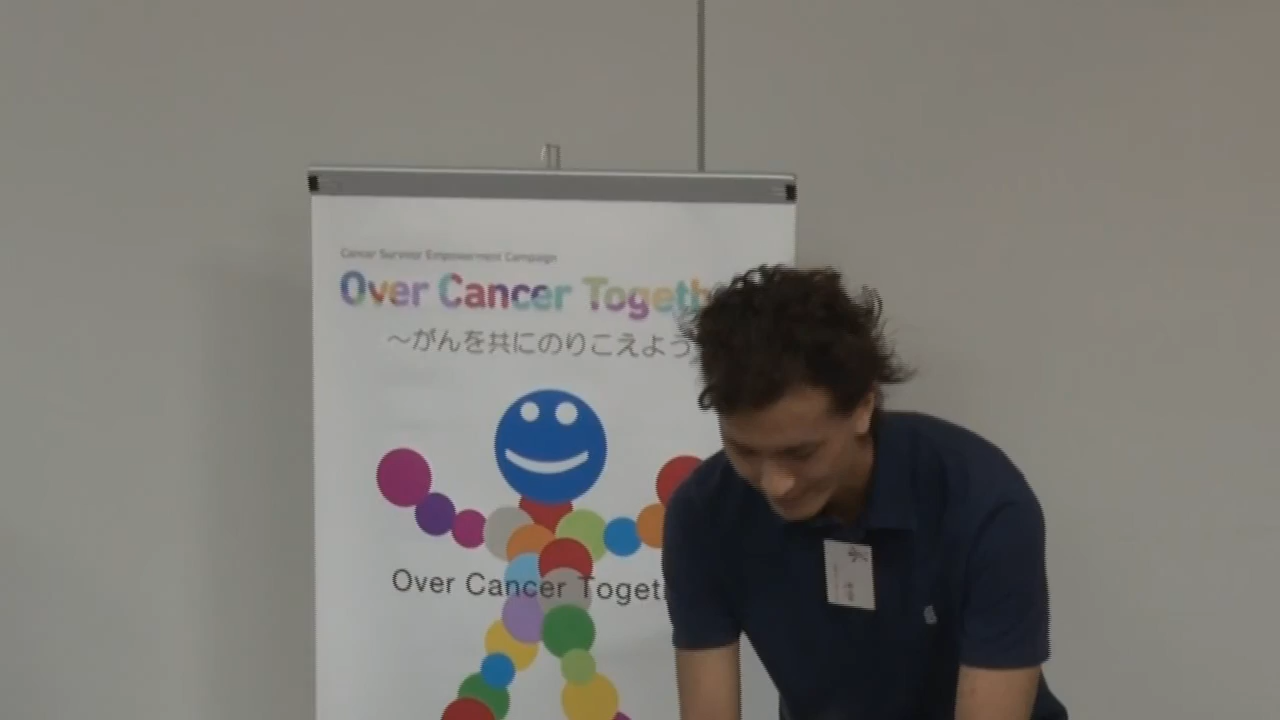 Cancer Survivor Empowerment Campaign
Over Cancer Togeth
～がんを共にのりこえよう
Over Cancer Toget